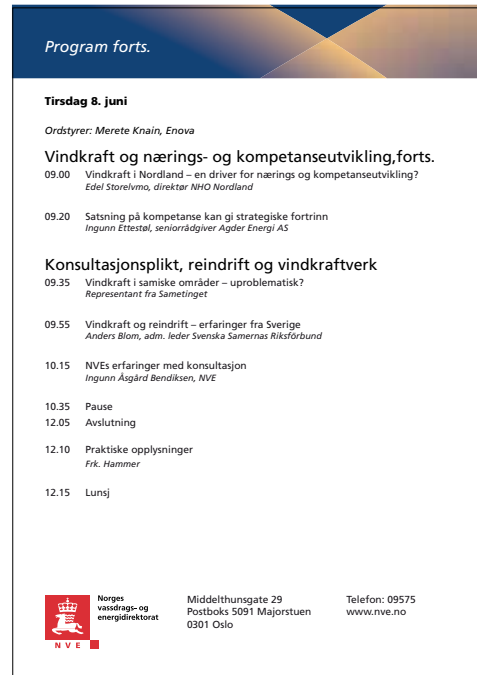 Program forts.
Tirsdag 8. juni
Ordstyrer: Merete Knain, Enova
Vindkraft og nærings- og kompetanseutvikling,forts.
09.00 Vindkraft i Nordland – en driver for nærings og kompetanseutvikling?
Edel Storelvmo, direktør NHO Nordland
09.20 Satsning på kompetanse kan gi strategiske fortrinn
Ingunn Ettestøl, seniorrådgiver Agder Energi AS
Konsultasjonsplikt, reindrift og vindkraftverk
09.35 Vindkraft i samiske områder – uproblematisk?
Representant fra Sametinget
09.55 Vindkraft og reindrift – erfaringer fra Sverige
Anders Blom, adm. leder Svenska Samernas Riksförbund
10.15 NVEs erfaringer med konsultasjon
Ingunn Åsgård Bendiksen, NVE
10.35 Pause
12.05 Avslutning
12.10 Praktiske opplysninger
Frk. Hammer
12.15 Lunsj
Norges
vassdrags- og
energidirektorat
N V E
Middelthunsgate 29
Postboks 5091 Majorstuen
0301 Oslo
Telefon: 09575
www.nve.no